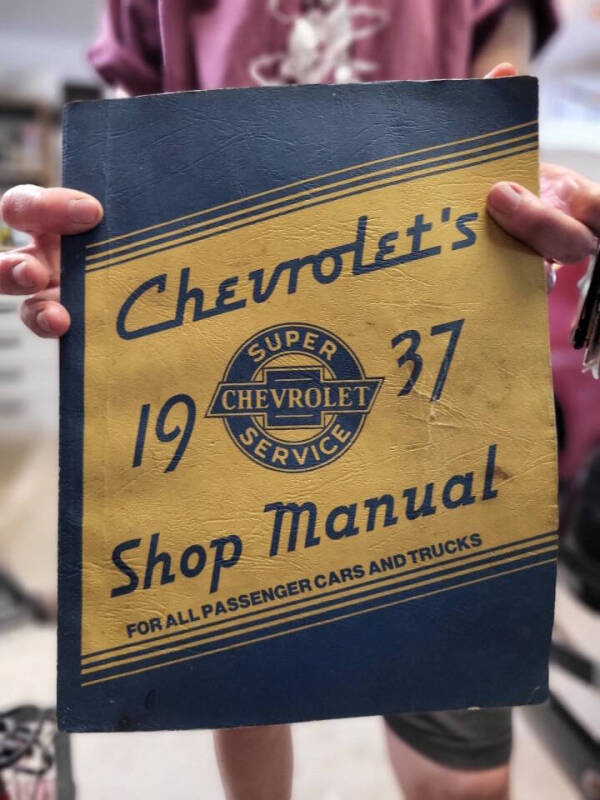 Chevrolet's
19 37
SUPER
CHEVROLET
SERVICE
Shop Manual
FOR ALL PASSENGER CARS AND TRUCKS